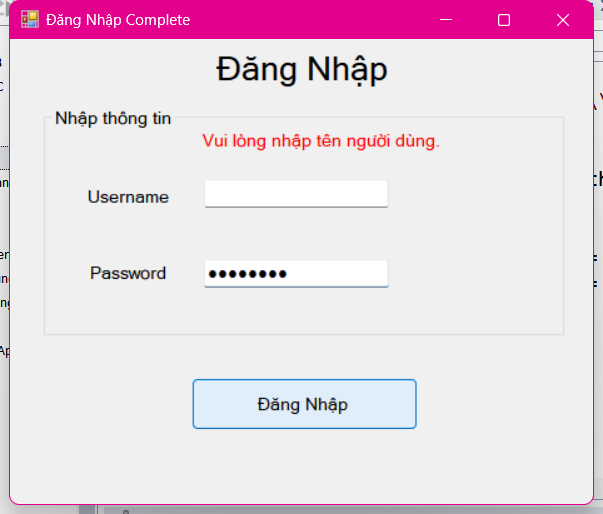 Đăng Nhập Complete
Đăng Nhập
Nhập thông tin
Vui lòng nhập tên người dùng.
Username
Password
Đăng Nhập